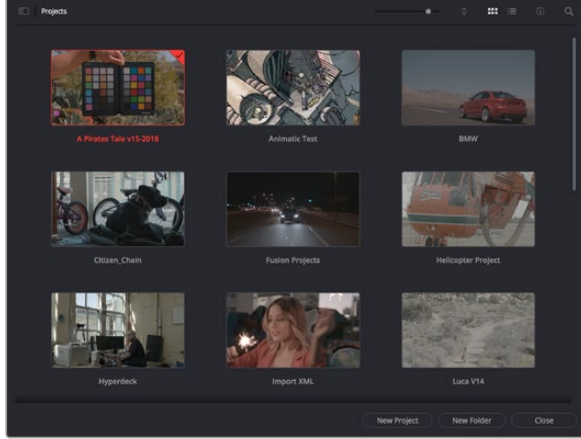 Projects
A Pirates Tale v15-2018
Animatic Test
BMW
Citizen_Chain
Fusion Projects
Helicopter Project
Hyperdeck
Import XML
Luca V14
New Project
New Folder
Close